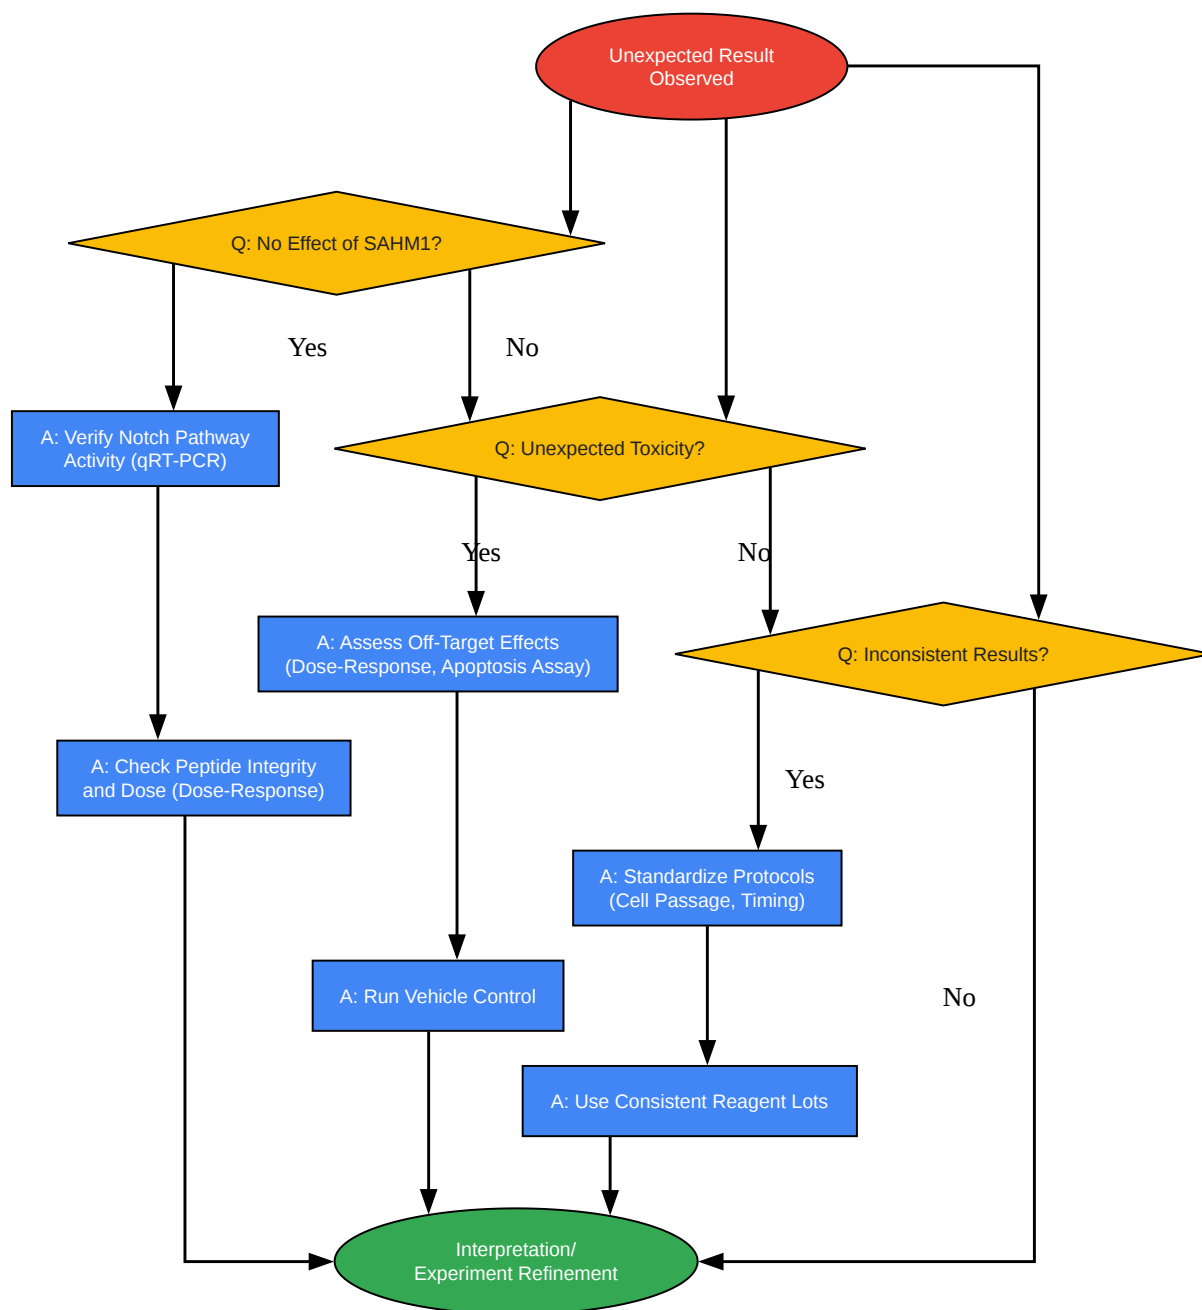 Unexpected Result
Observed
Q: No Effect of SAHM1?
Yes
No
A: Verify Notch Pathway
Activity (qRT-PCR)
Q: Unexpected Toxicity?
Yes
No
A: Assess Off-Target Effects
(Dose-Response, Apoptosis Assay)
Q: Inconsistent Results?
A: Check Peptide Integrity
and Dose (Dose-Response)
Yes
A: Standardize Protocols
(Cell Passage, Timing)
A: Run Vehicle Control
No
A: Use Consistent Reagent Lots
Interpretation/
Experiment Refinement